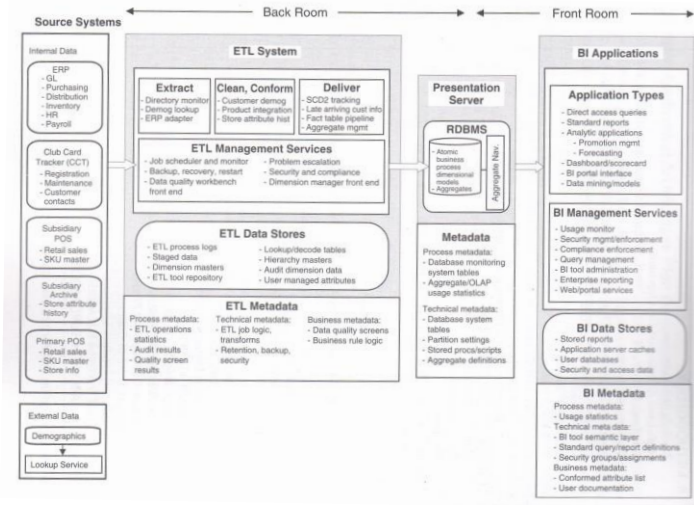 Back Room
Front Room
Source Systems
Internal Data
ERP
- GL
- Purchasing
- Distribution
- Inventory
- HR
- Payroll
Club Card
Tracker (CCT)
- Registration
- Maintenance
- Customer
contacts
Subsidiary
POS
- Retail sales
- SKU master
Subsidiary
Archive
- Store attribute
history
Primary POS
- Retail sales
- SKU master
- Store info
External Data
Demographics
Lookup Service
ETL System
Extract
- Directory monitor
- Demog lookup
- ERP adapter
Clean, Conform
- Customer demog
- Product integration
- Store attribute hist
Deliver
- SCD2 tracking
- Late arriving cust info
- Fact table pipeline
- Aggregate mgmt
ETL Management Services
- Job scheduler and monitor
- Backup, recovery, restart
- Data quality workbench
front end
- Problem escalation
- Security and compliance
- Dimension manager front end
ETL Data Stores
- ETL process logs
- Staged data
- Dimension masters
- ETL tool repository
- Lookup/decode tables
- Hierarchy masters
- Audit dimension data
- User managed attributes
ETL Metadata
Process metadata:
- ETL operations
statistics
- Audit results
- Quality screen
results
Technical metadata:
- ETL job logic,
transforms
- Retention, backup,
security
Business metadata:
- Data quality screens
- Business rule logic
Presentation
Server
RDBMS
- Atomic
business
process
dimensional
models
- Aggregates
Aggregate Nav.
Metadata
Process metadata:
- Database monitoring
system tables
- Aggregate/OLAP
usage statistics
Technical metadata:
- Database system
tables
- Partition settings
- Stored procs/scripts
- Aggregate definitions
BI Applications
Application Types
- Direct access queries
- Standard reports
- Analytic applications
- Promotion mgmt
- Forecasting
- Dashboard/scorecard
- BI portal interface
- Data mining/models
BI Management Services
- Usage monitor
- Security mgmt/enforcement
- Compliance enforcement
- Query management
- BI tool administration
- Enterprise reporting
- Web/portal services
BI Data Stores
- Stored reports
- Application server caches
- User databases
- Security and access data
BI Metadata
Process metadata:
- Usage statistics
Technical meta data:
- BI tool semantic layer
- Standard query/report definitions
- Security groups/assignments
Business metadata:
- Conformed attribute list
- User documentation